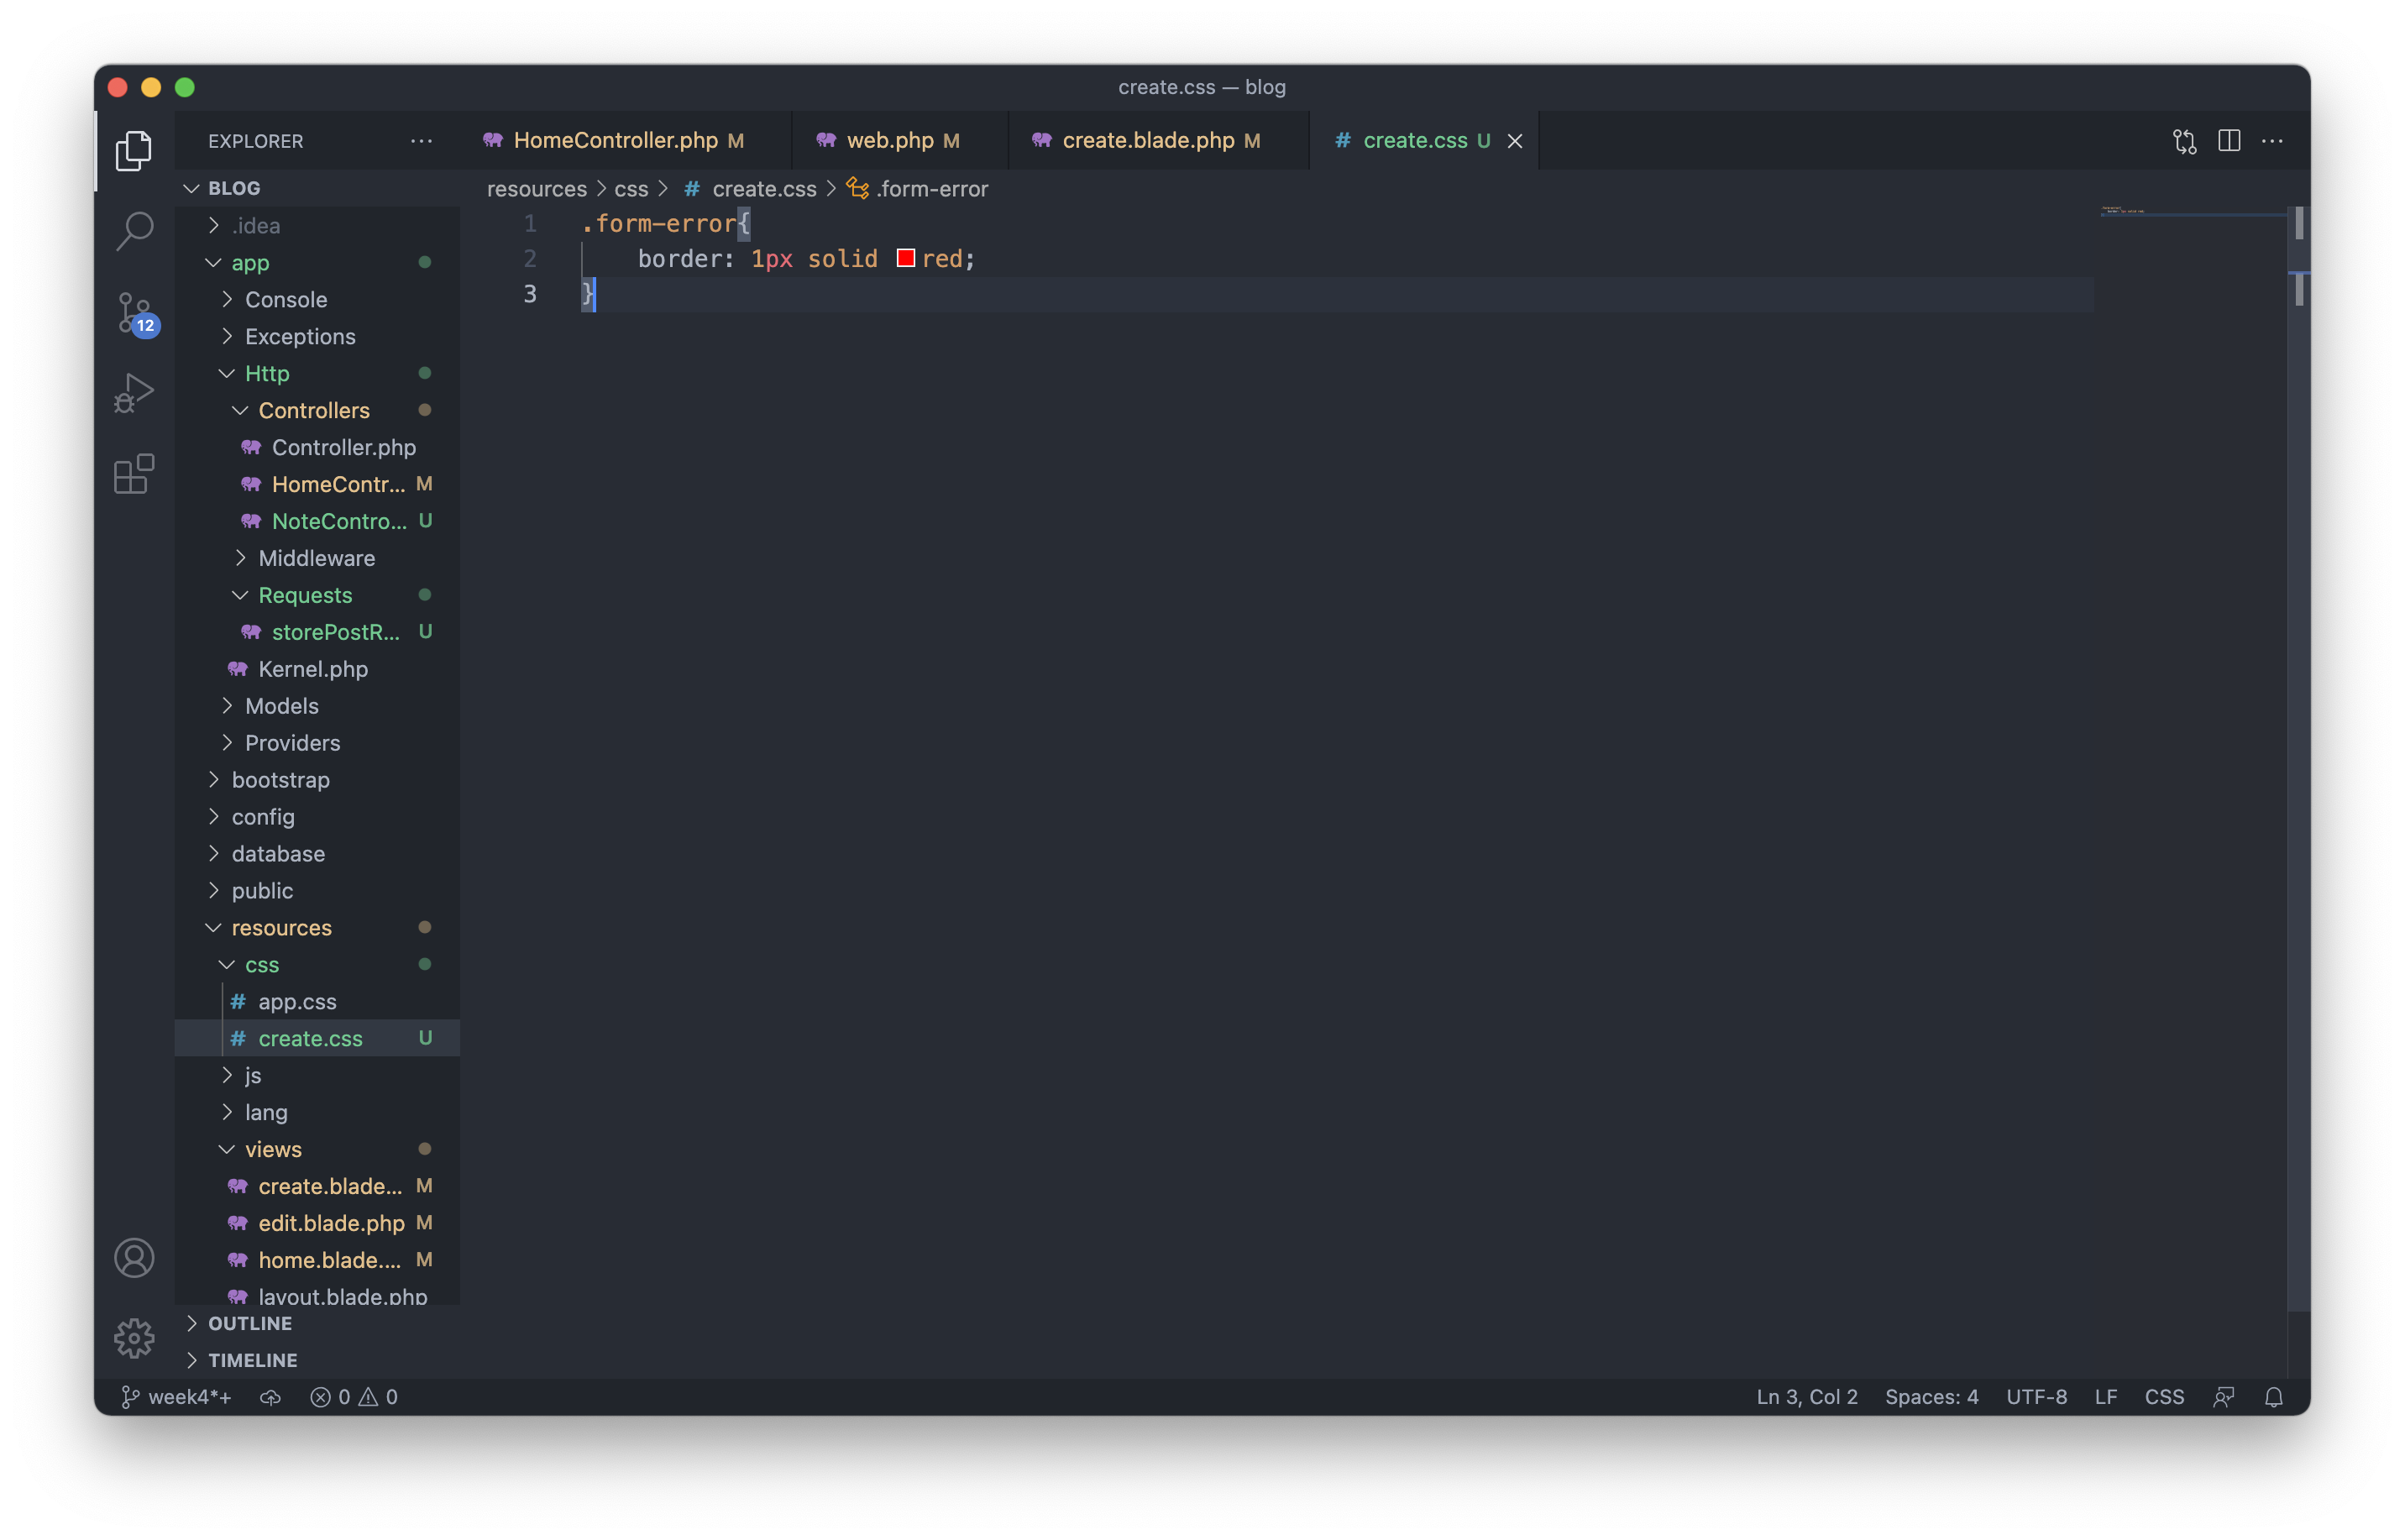 create.css — blog
EXPLORER
HomeController.php M
web.php M
create.blade.php M
# create.css U
BLOG
resources > css > # create.css > .form-error
.idea
app
Console
Exceptions
Http
Controllers
Controller.php
HomeContr... M
NoteContro... U
Middleware
Requests
storePostR... U
Kernel.php
Models
Providers
bootstrap
config
database
public
resources
css
# app.css
# create.css U
js
lang
views
create.blade... M
edit.blade.php M
home.blade.... M
layout.blade.php
OUTLINE
TIMELINE
1 .form-error{
2 border: 1px solid red;
3 }
12
week4*+
0 0
Ln 3, Col 2
Spaces: 4
UTF-8
LF
CSS